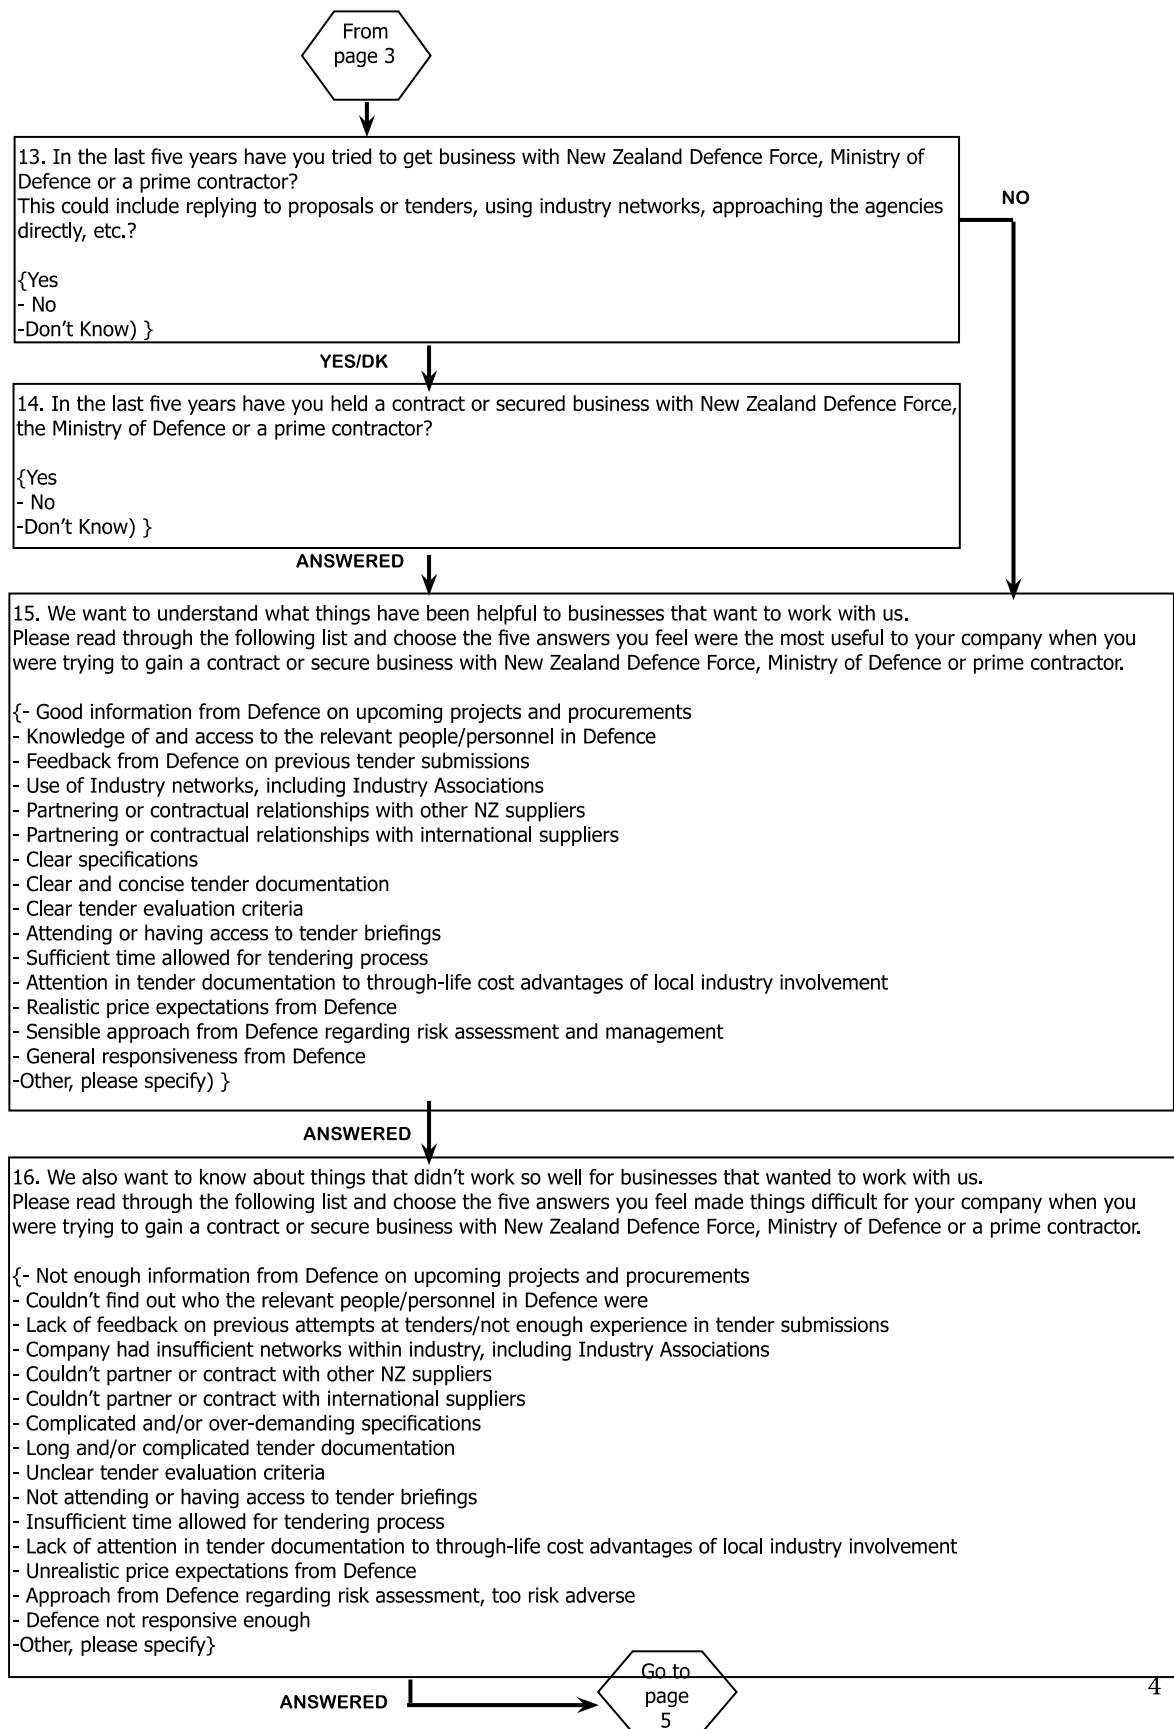 From
page 3
13. In the last five years have you tried to get business with New Zealand Defence Force, Ministry of
Defence or a prime contractor?
This could include replying to proposals or tenders, using industry networks, approaching the agencies
directly, etc.?
{Yes
- No
-Don't Know) }
NO
YES/DK
14. In the last five years have you held a contract or secured business with New Zealand Defence Force,
the Ministry of Defence or a prime contractor?
{Yes
- No
-Don't Know) }
ANSWERED
15. We want to understand what things have been helpful to businesses that want to work with us.
Please read through the following list and choose the five answers you feel were the most useful to your company when you
were trying to gain a contract or secure business with New Zealand Defence Force, Ministry of Defence or prime contractor.
{- Good information from Defence on upcoming projects and procurements
- Knowledge of and access to the relevant people/personnel in Defence
- Feedback from Defence on previous tender submissions
- Use of Industry networks, including Industry Associations
- Partnering or contractual relationships with other NZ suppliers
- Partnering or contractual relationships with international suppliers
- Clear specifications
- Clear and concise tender documentation
- Clear tender evaluation criteria
- Attending or having access to tender briefings
- Sufficient time allowed for tendering process
- Attention in tender documentation to through-life cost advantages of local industry involvement
- Realistic price expectations from Defence
- Sensible approach from Defence regarding risk assessment and management
- General responsiveness from Defence
-Other, please specify) }
ANSWERED
16. We also want to know about things that didn't work so well for businesses that wanted to work with us.
Please read through the following list and choose the five answers you feel made things difficult for your company when you
were trying to gain a contract or secure business with New Zealand Defence Force, Ministry of Defence or a prime contractor.
{- Not enough information from Defence on upcoming projects and procurements
- Couldn't find out who the relevant people/personnel in Defence were
- Lack of feedback on previous attempts at tenders/not enough experience in tender submissions
- Company had insufficient networks within industry, including Industry Associations
- Couldn't partner or contract with other NZ suppliers
- Couldn't partner or contract with international suppliers
- Complicated and/or over-demanding specifications
- Long and/or complicated tender documentation
- Unclear tender evaluation criteria
- Not attending or having access to tender briefings
- Insufficient time allowed for tendering process
- Lack of attention in tender documentation to through-life cost advantages of local industry involvement
- Unrealistic price expectations from Defence
- Approach from Defence regarding risk assessment, too risk adverse
- Defence not responsive enough
-Other, please specify}
ANSWERED
Go to
page
5
4